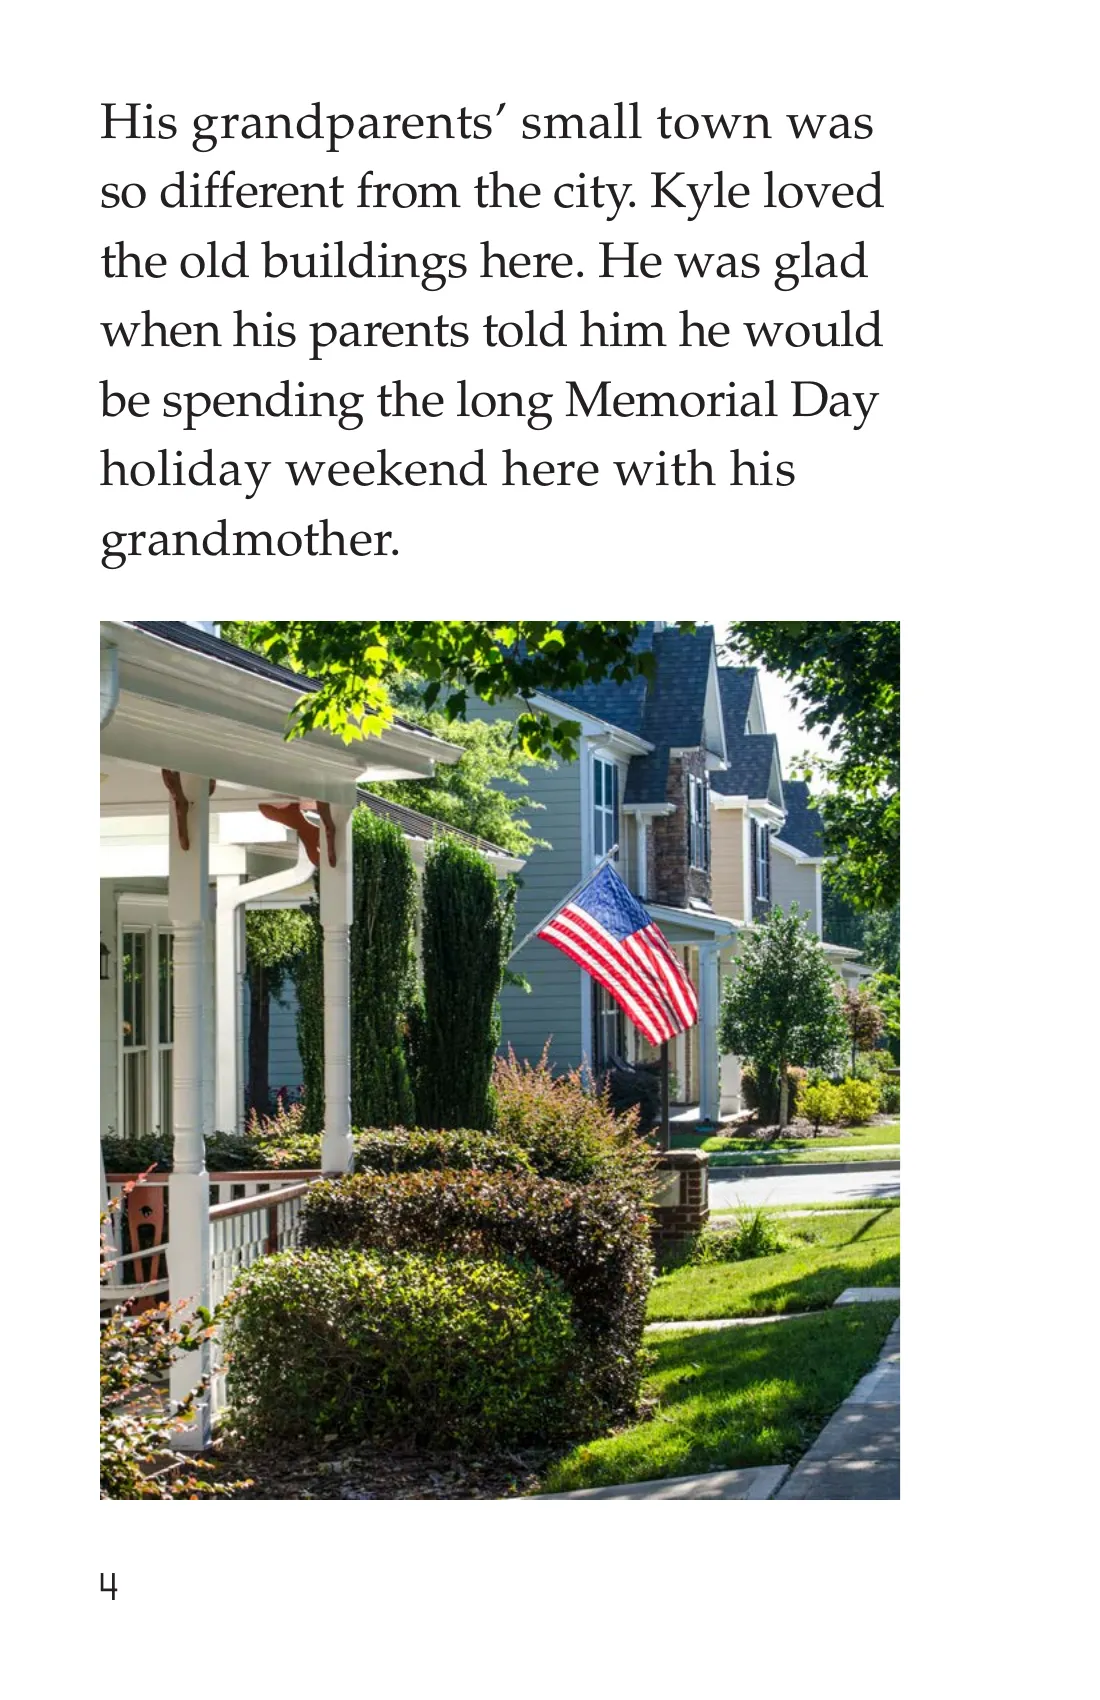 His grandparents’ small town was
so different from the city. Kyle loved
the old buildings here. He was glad
when his parents told him he would
be spending the long Memorial Day
holiday weekend here with his
grandmother.
4